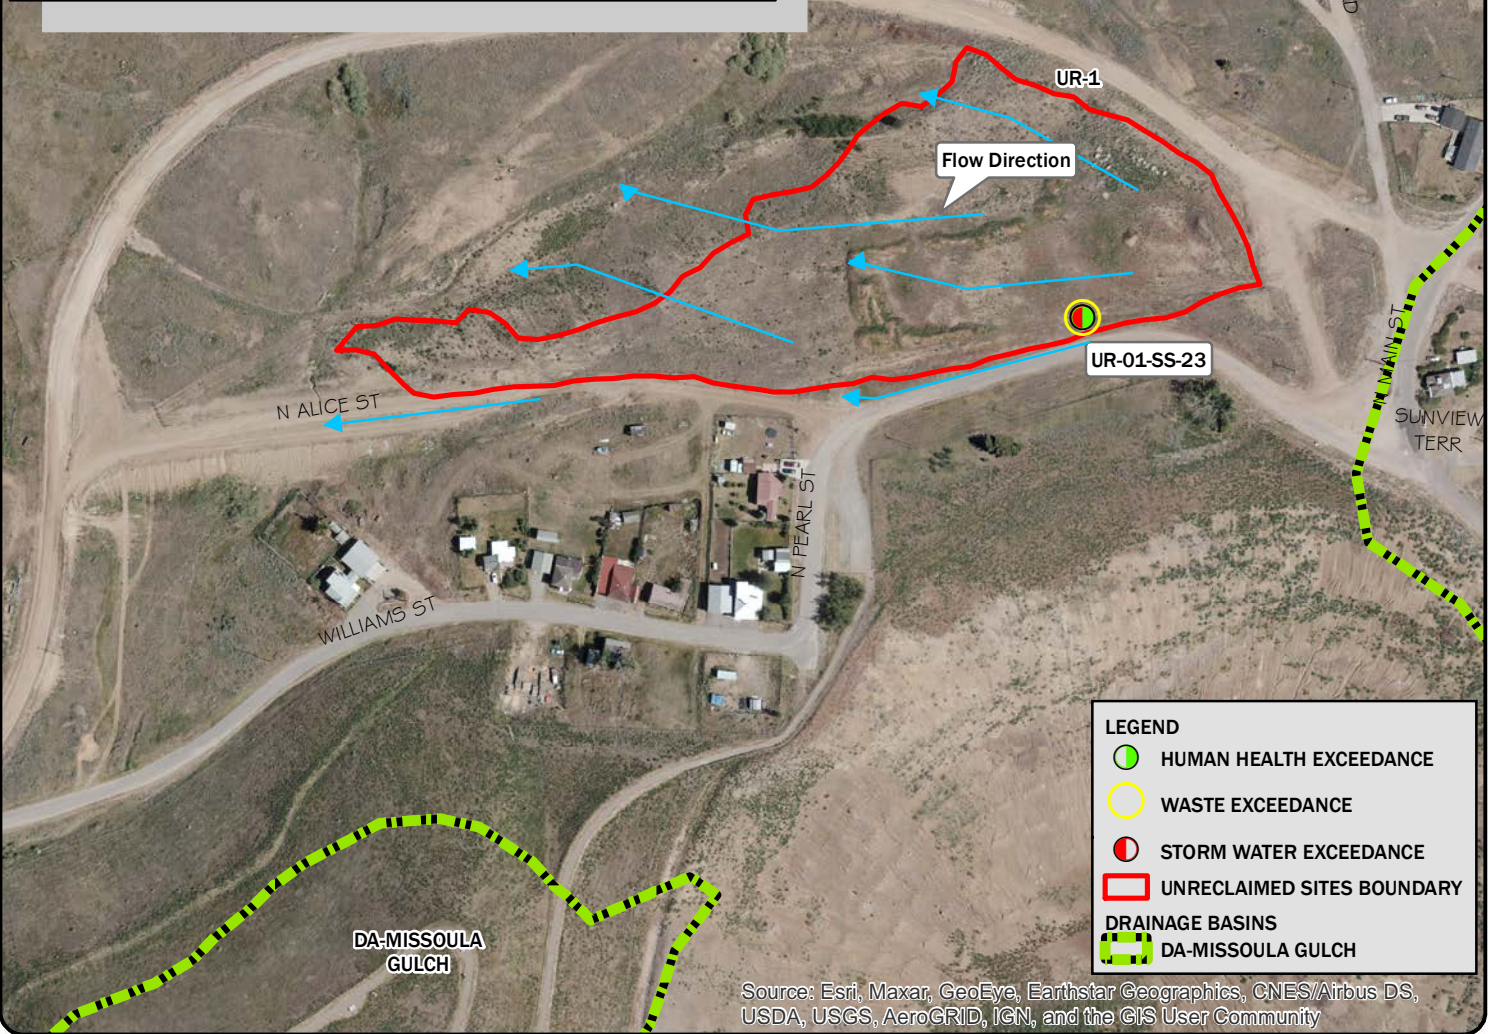 D
UR-1
Flow Direction
UR-01-SS-23
N MAIN ST
N ALICE ST
SUNVIEW
TERR
N PEARL ST
WILLIAMS ST
DA-MISSOULA
GULCH
LEGEND
HUMAN HEALTH EXCEEDANCE
WASTE EXCEEDANCE
STORM WATER EXCEEDANCE
UNRECLAIMED SITES BOUNDARY
DRAINAGE BASINS
DA-MISSOULA GULCH
Source: Esri, Maxar, GeoEye, Earthstar Geographics, CNES/Airbus DS,
USDA, USGS, AeroGRID, IGN, and the GIS User Community